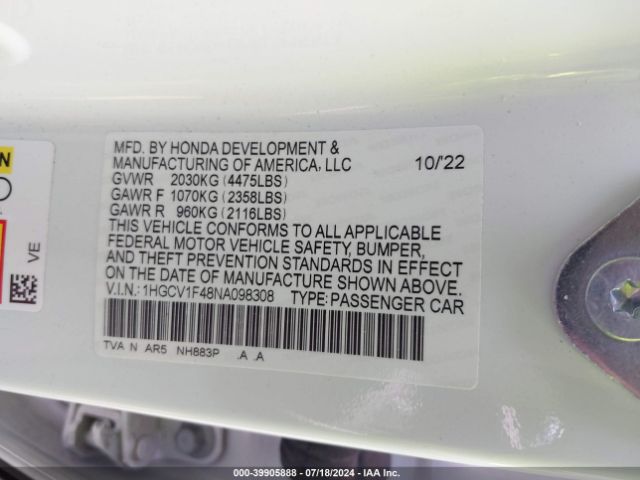 MFD. BY HONDA DEVELOPMENT &
MANUFACTURING OF AMERICA, LLC 10/'22
GVWR 2030KG (4475LBS)
GAWR F 1070KG (2358LBS)
GAWR R 960KG (2116LBS)
THIS VEHICLE CONFORMS TO ALL APPLICABLE
FEDERAL MOTOR VEHICLE SAFETY, BUMPER,
AND THEFT PREVENTION STANDARDS IN EFFECT
ON THE DATE OF MANUFACTURE SHOWN ABOVE.
V.I.N.: 1HGCV1F48NA098308 TYPE: PASSENGER CAR
TVA N AR5 NH883P .A .A
VE
000-39905888 - 07/18/2024 - IAA Inc.